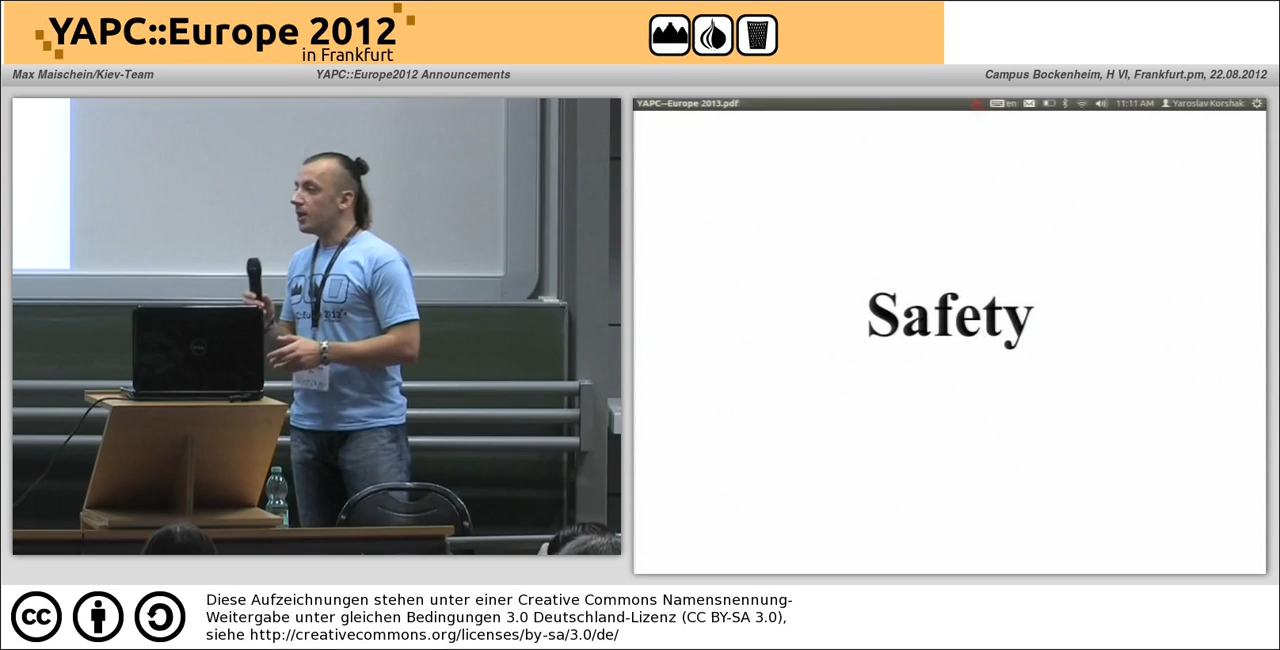 YAPC::Europe 2012
in Frankfurt
Max Maischein/Kiev-Team
YAPC::Europe2012 Announcements
Campus Bockenheim, H VI, Frankfurt.pm, 22.08.2012
YAPC--Europe 2013.pdf
en
11:11 AM
Yaroslav Korshak
Safety
DELL
cc
Diese Aufzeichnungen stehen unter einer Creative Commons Namensnennung-
Weitergabe unter gleichen Bedingungen 3.0 Deutschland-Lizenz (CC BY-SA 3.0),
siehe http://creativecommons.org/licenses/by-sa/3.0/de/